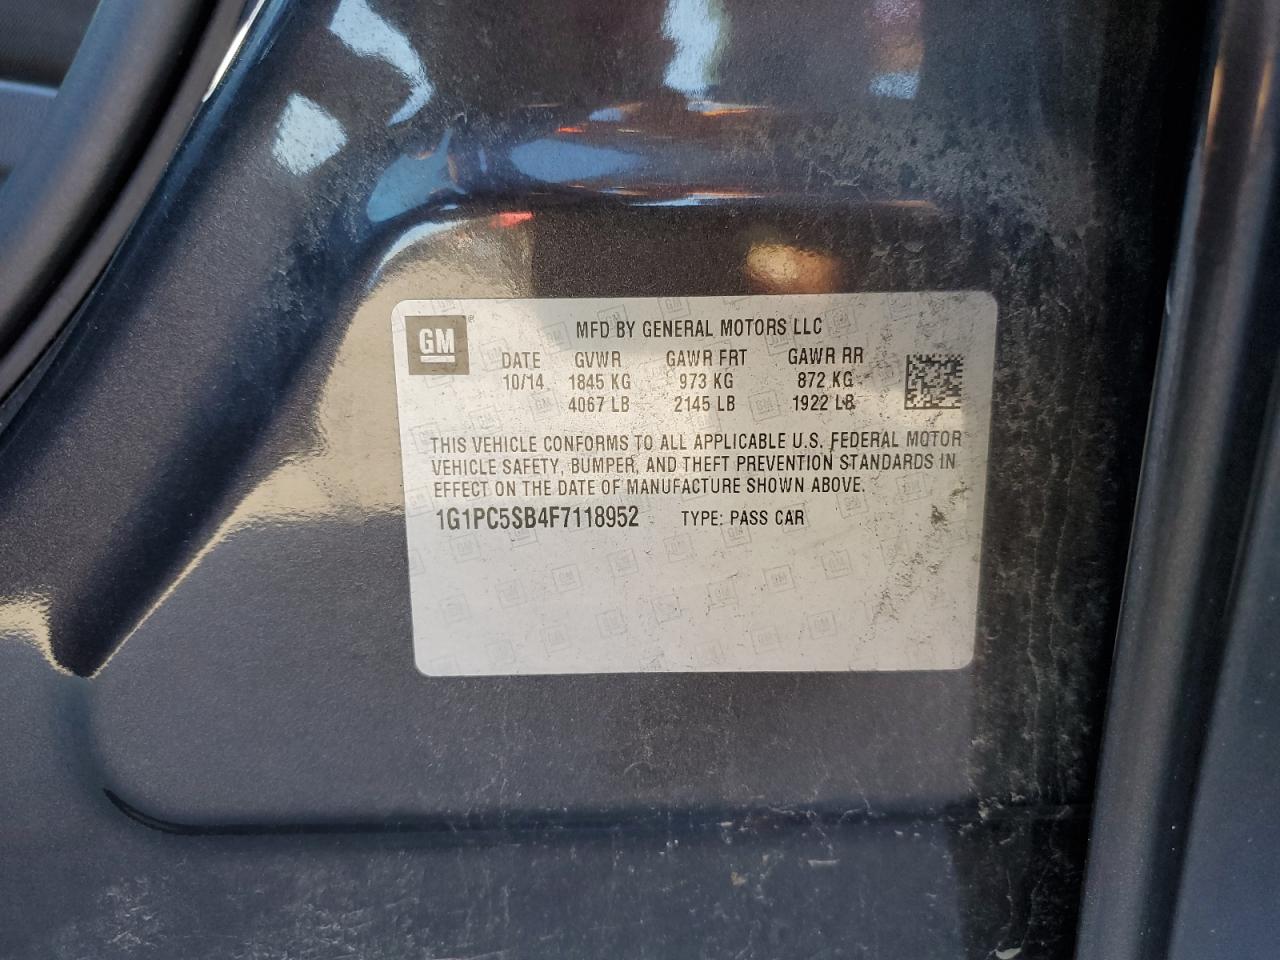 GM
MFD BY GENERAL MOTORS LLC
DATE GVWR GAWR FRT GAWR RR
10/14 1845 KG 973 KG 872 KG
4067 LB 2145 LB 1922 LB
THIS VEHICLE CONFORMS TO ALL APPLICABLE U.S. FEDERAL MOTOR
VEHICLE SAFETY, BUMPER, AND THEFT PREVENTION STANDARDS IN
EFFECT ON THE DATE OF MANUFACTURE SHOWN ABOVE.
1G1PC5SB4F7118952 TYPE: PASS CAR